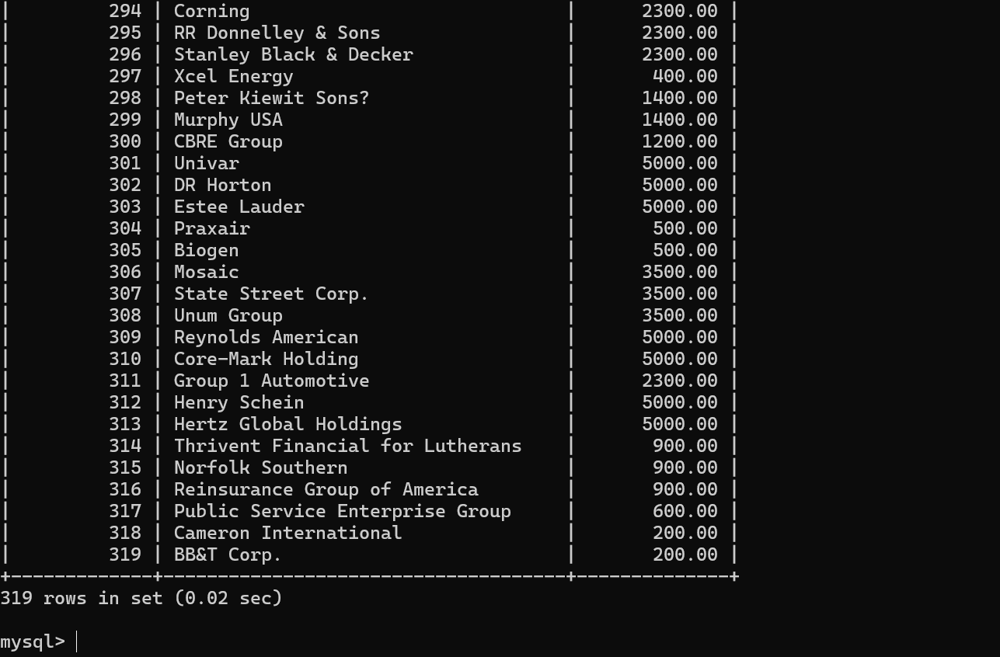 |          294 | Corning                              |      2300.00 |
|          295 | RR Donnelley & Sons                  |      2300.00 |
|          296 | Stanley Black & Decker               |      2300.00 |
|          297 | Xcel Energy                          |       400.00 |
|          298 | Peter Kiewit Sons?                   |      1400.00 |
|          299 | Murphy USA                           |      1400.00 |
|          300 | CBRE Group                           |      1200.00 |
|          301 | Univar                               |      5000.00 |
|          302 | DR Horton                            |      5000.00 |
|          303 | Estee Lauder                         |      5000.00 |
|          304 | Praxair                              |       500.00 |
|          305 | Biogen                               |       500.00 |
|          306 | Mosaic                               |      3500.00 |
|          307 | State Street Corp.                   |      3500.00 |
|          308 | Unum Group                           |      3500.00 |
|          309 | Reynolds American                    |      5000.00 |
|          310 | Core-Mark Holding                    |      5000.00 |
|          311 | Group 1 Automotive                   |      2300.00 |
|          312 | Henry Schein                         |      5000.00 |
|          313 | Hertz Global Holdings                |      5000.00 |
|          314 | Thrivent Financial for Lutherans     |       900.00 |
|          315 | Norfolk Southern                     |       900.00 |
|          316 | Reinsurance Group of America         |       900.00 |
|          317 | Public Service Enterprise Group      |       600.00 |
|          318 | Cameron International                |       200.00 |
|          319 | BB&T Corp.                           |       200.00 |
+-------------+-------------------------------------+--------------+
319 rows in set (0.02 sec)
mysql>